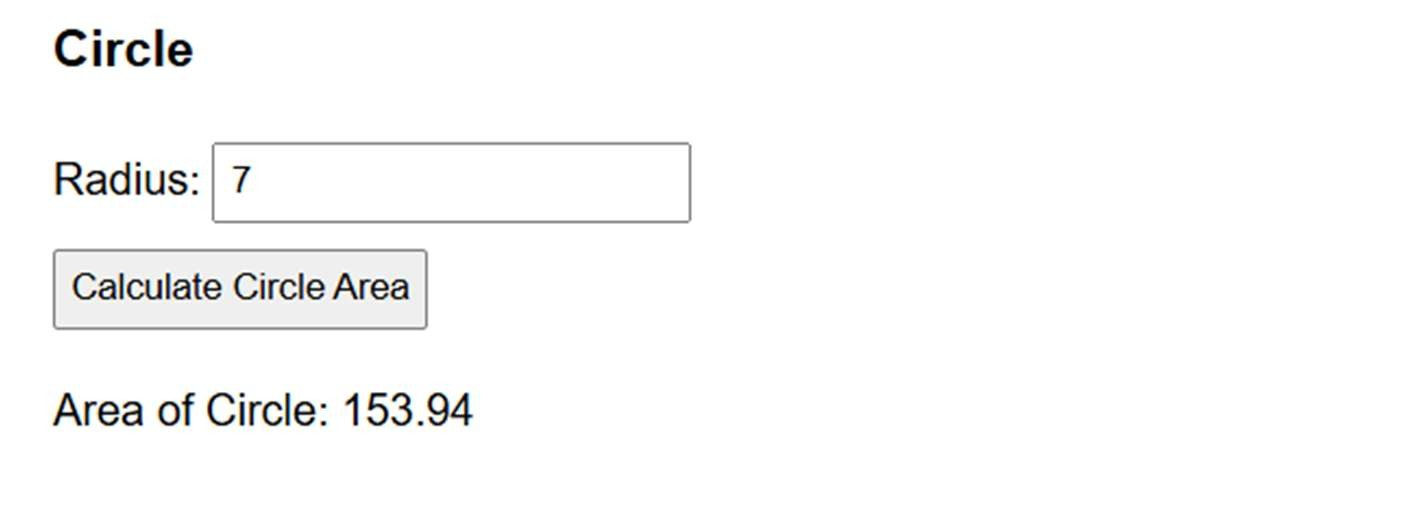 Circle
Radius: 7
Calculate Circle Area
Area of Circle: 153.94